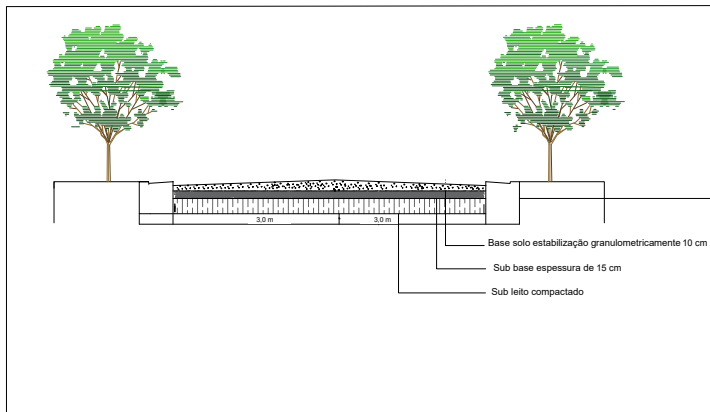 3,0 m 3,0 m
Base solo estabilização granulometricamente 10 cm
Sub base espessura de 15 cm
Sub leito compactado